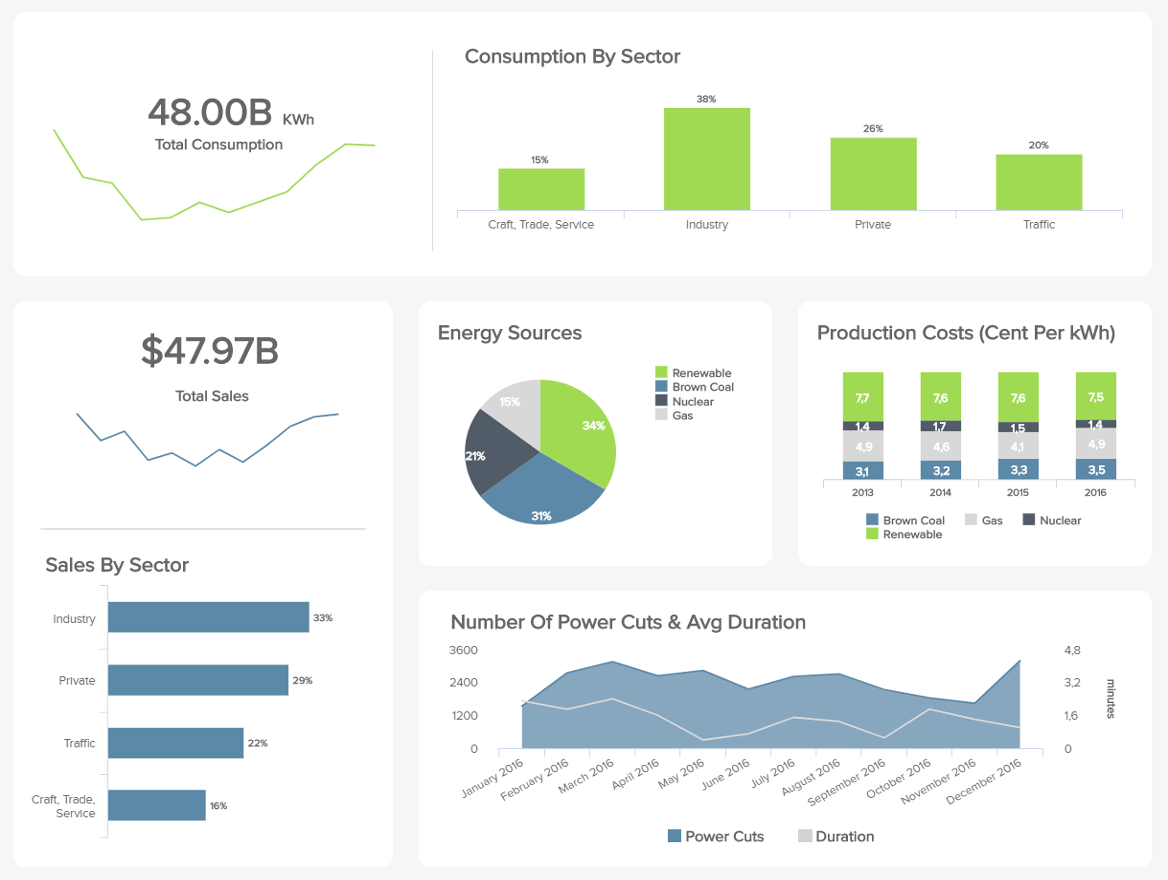 48.00B KWh
Total Consumption
Consumption By Sector
15%
38%
26%
20%
Craft, Trade, Service
Industry
Private
Traffic
$47.97B
Total Sales
Sales By Sector
Industry
33%
Private
29%
Traffic
22%
Craft, Trade,
Service
16%
Energy Sources
Renewable
Brown Coal
Nuclear
Gas
15%
34%
21%
31%
Production Costs (Cent Per kWh)
7,7
7,6
7,6
7,5
1,4
1,7
1,5
1,4
4,9
4,6
4,1
4,9
3,1
3,2
3,3
3,5
2013
2014
2015
2016
Brown Coal
Gas
Nuclear
Renewable
Number Of Power Cuts & Avg Duration
3600
2400
1200
0
4,8
3,2
1,6
0
minutes
January 2016
February 2016
March 2016
April 2016
May 2016
June 2016
July 2016
August 2016
September 2016
October 2016
November 2016
December 2016
Power Cuts
Duration